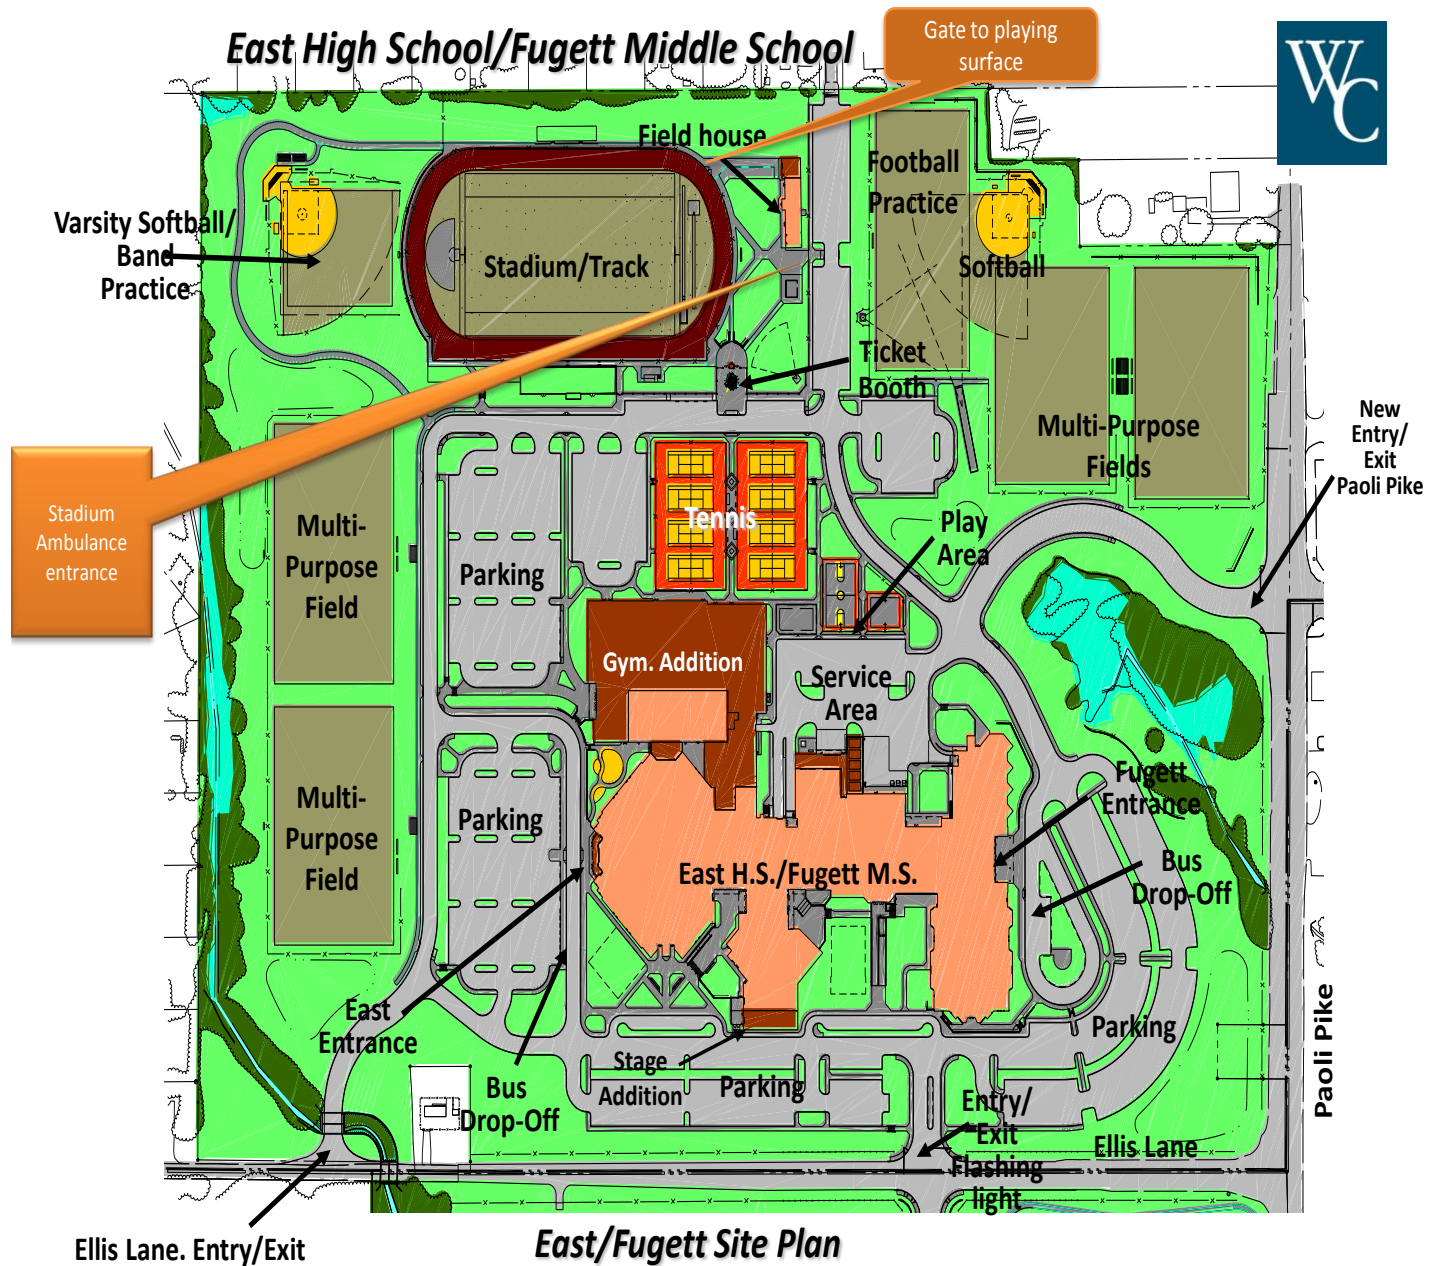 East High School/Fugett Middle School
Gate to playing
surface
WC
Field house
Football
Practice
Varsity Softball/
Band
Practice
Stadium/Track
Softball
Ticket
Booth
New
Entry/
Exit
Paoli Pike
Multi-Purpose
Fields
Stadium
Ambulance
entrance
Multi-
Purpose
Field
Parking
Tennis
Play
Area
Gym. Addition
Service
Area
Fugett
Entrance
Multi-
Purpose
Field
Parking
East H.S./Fugett M.S.
Bus
Drop-Off
East
Entrance
Parking
Paoli Pike
Stage
Addition
Bus
Drop-Off
Parking
Entry/
Exit
Flashing
light
Ellis Lane
Ellis Lane. Entry/Exit
East/Fugett Site Plan